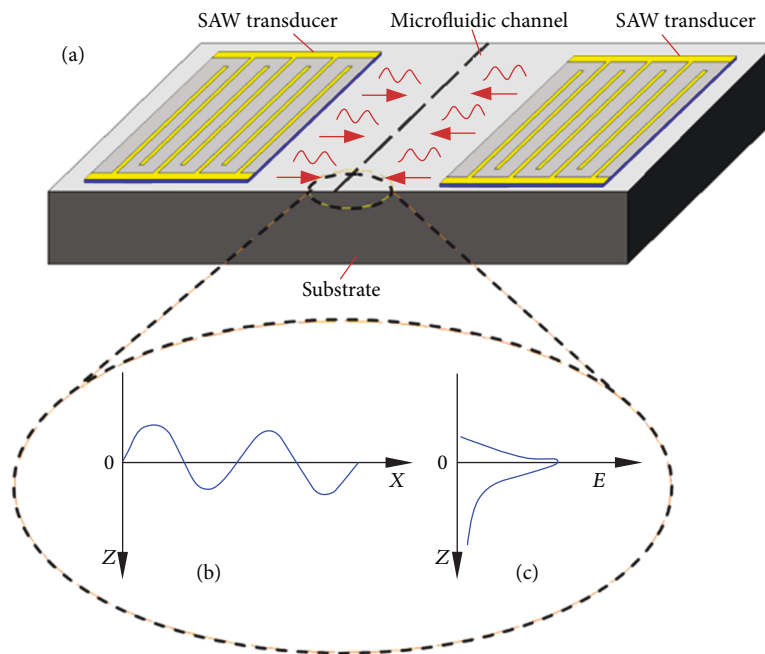 SAW transducer
Microfluidic channel
SAW transducer
(a)
Substrate
0
X
Z
(b)
0
E
Z
(c)